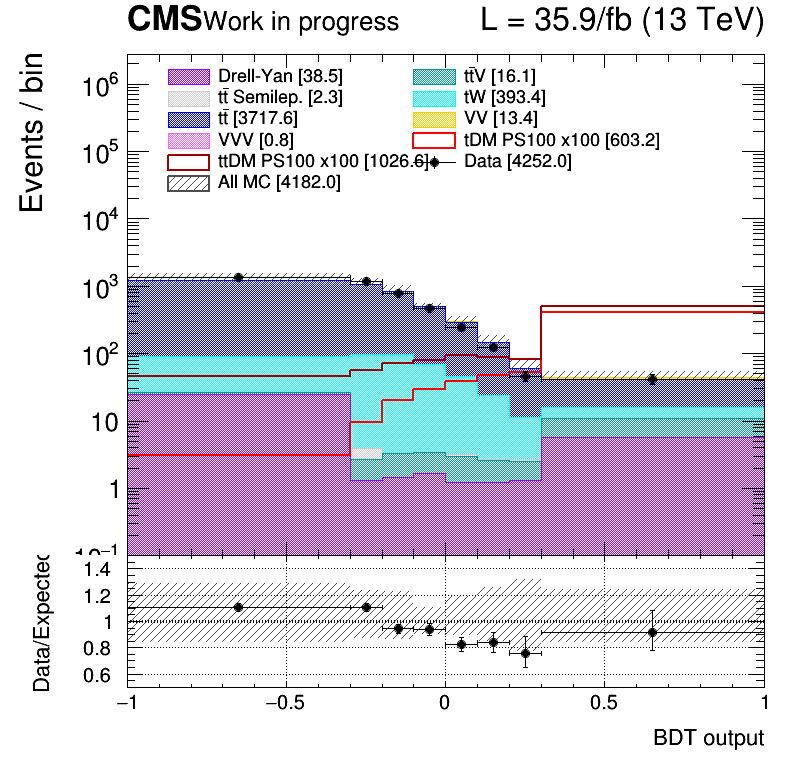 CMS Work in progress L = 35.9/fb (13 TeV)
Events / bin
Drell-Yan [38.5] tt̄V [16.1]
tt̄ Semilep. [2.3] tW [393.4]
tt̄ [3717.6] VV [13.4]
VVV [0.8] tDM PS100 x100 [603.2]
ttDM PS100 x100 [1026.6] Data [4252.0]
All MC [4182.0]
10⁶
10⁵
10⁴
10³
10²
10
1
10⁻¹
Data/Expected
1.4
1.2
1
0.8
0.6
−1 −0.5 0 0.5 1
BDT output